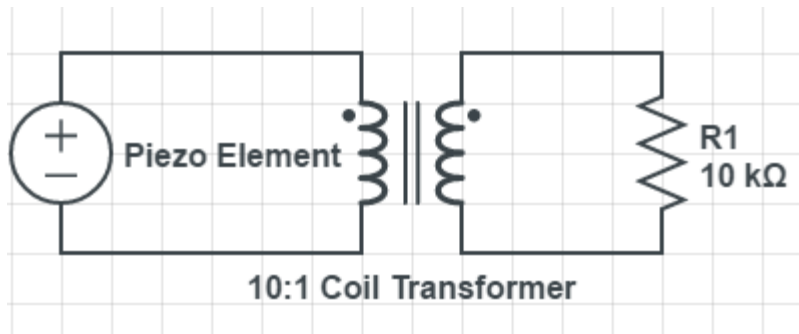 +
−
Piezo Element
R1
10 kΩ
10:1 Coil Transformer